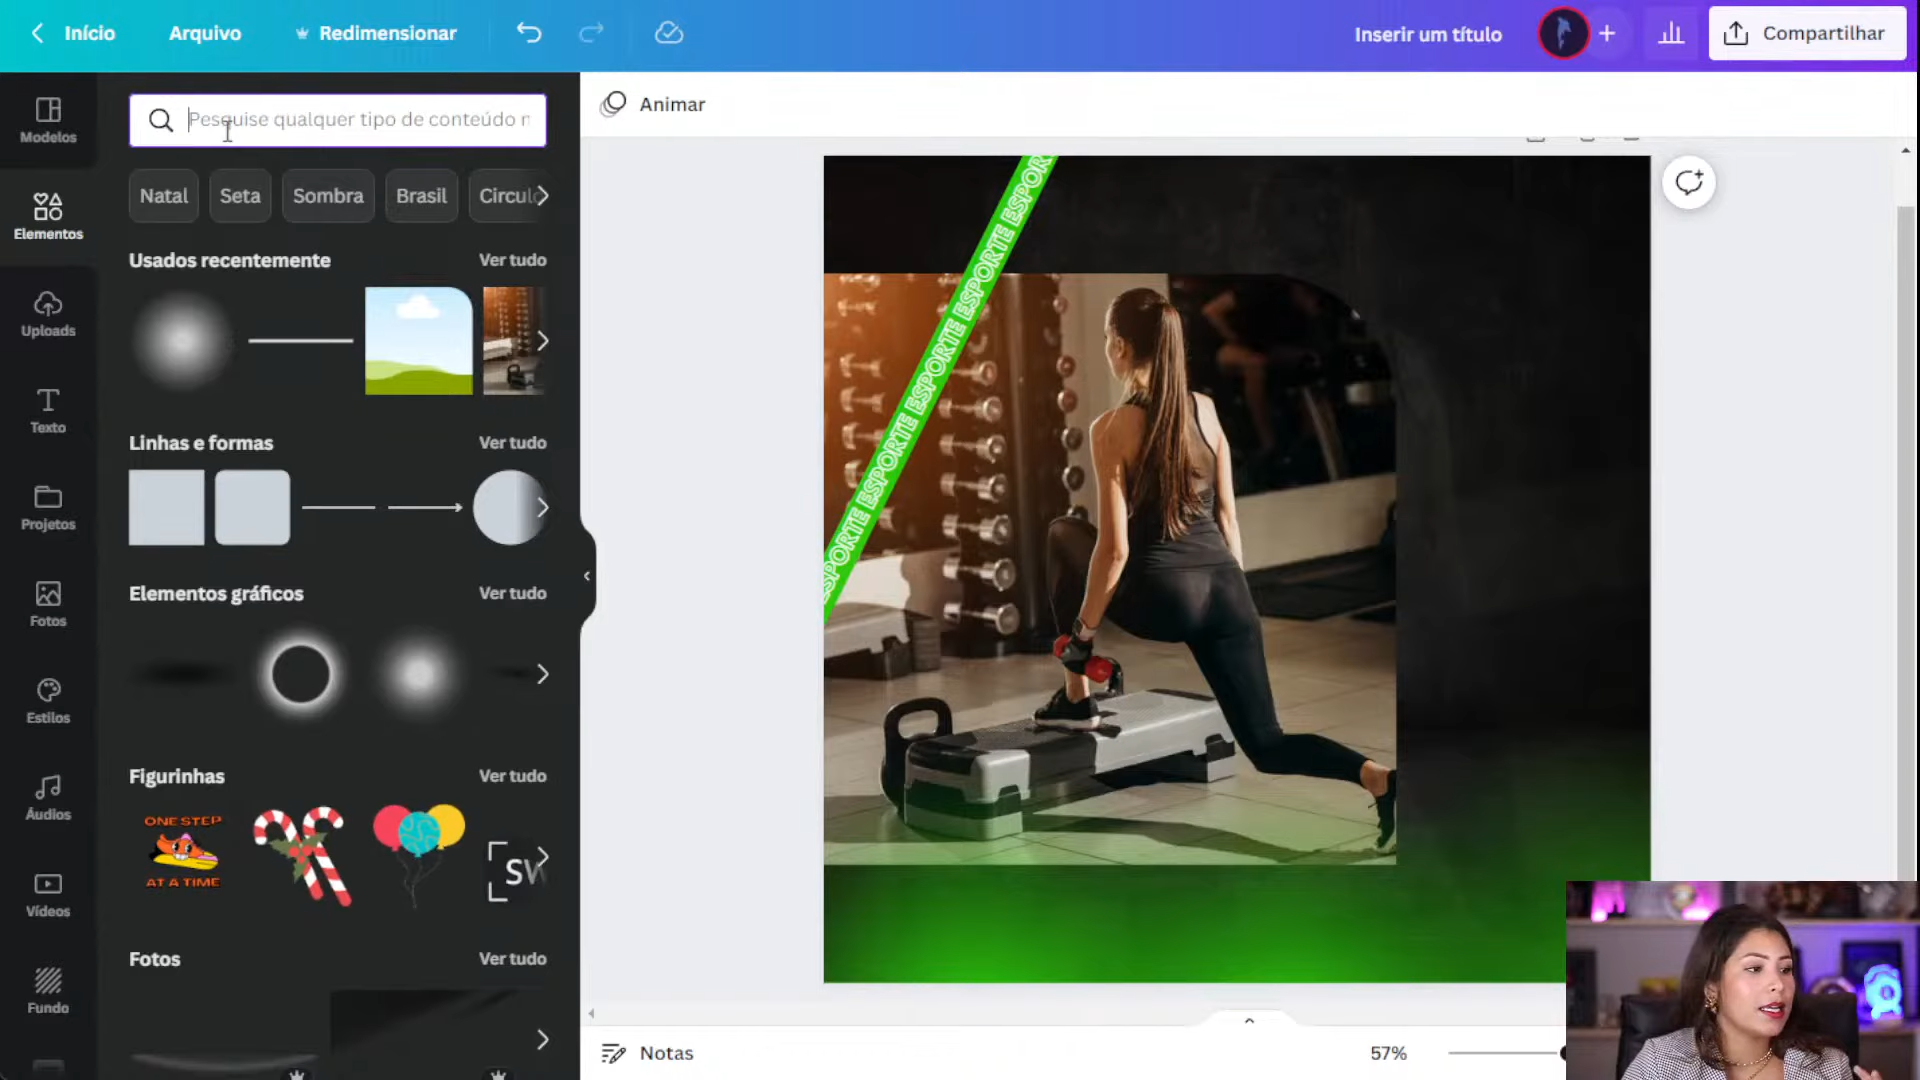 Início
Arquivo
Redimensionar
Inserir um título
Compartilhar
Modelos
Elementos
Uploads
Texto
Projetos
Fotos
Estilos
Áudios
Vídeos
Fundo
Pesquise qualquer tipo de conteúdo n
Natal
Seta
Sombra
Brasil
Circulo
Usados recentemente
Ver tudo
Linhas e formas
Ver tudo
Elementos gráficos
Ver tudo
Figurinhas
Ver tudo
ONE STEP
AT A TIME
SW
Fotos
Ver tudo
Animar
ESPORTE ESPORTE ESPORTE ESPORTE ESPOR
Notas
57%